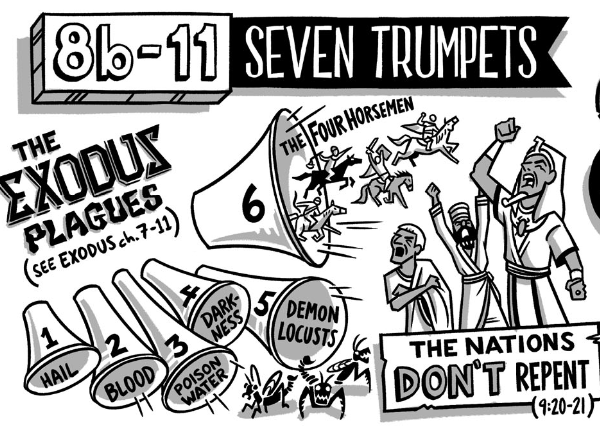 8b-11 SEVEN TRUMPETS
THE
EXODUS
PLAGUES
(SEE EXODUS ch. 7-11)
6
THE FOUR HORSEMEN
1
HAIL
2
BLOOD
3
POISON
WATER
4
DARK-
NESS
5
DEMON
LOCUSTS
THE NATIONS
DON'T REPENT
(9:20-21)